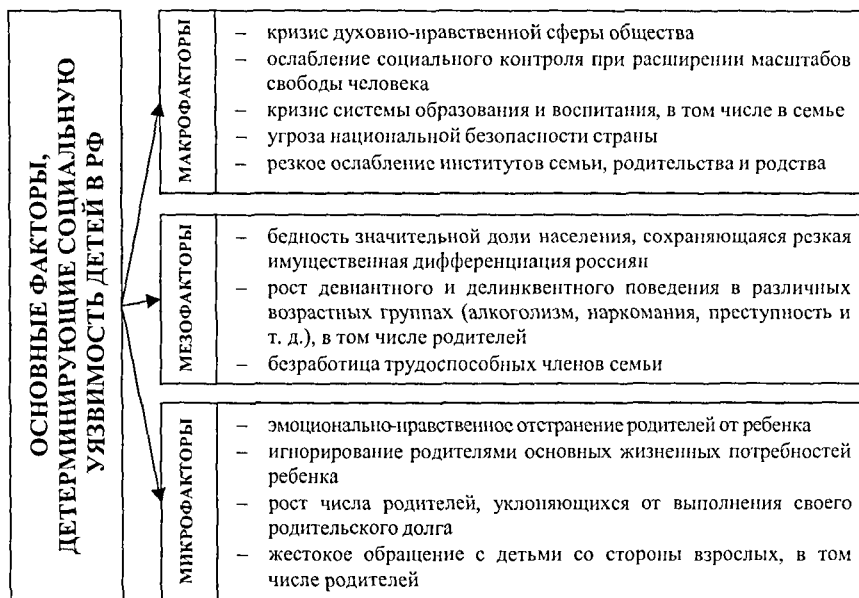 ОСНОВНЫЕ ФАКТОРЫ,
ДЕТЕРМИНИРУЮЩИЕ СОЦИАЛЬНУЮ
УЯЗВИМОСТЬ ДЕТЕЙ В РФ
МАКРОФАКТОРЫ
– кризис духовно-нравственной сферы общества
– ослабление социального контроля при расширении масштабов
свободы человека
– кризис системы образования и воспитания, в том числе в семье
– угроза национальной безопасности страны
– резкое ослабление институтов семьи, родительства и родства
МЕЗОФАКТОРЫ
– бедность значительной доли населения, сохраняющаяся резкая
имущественная дифференциация россиян
– рост девиантного и делинквентного поведения в различных
возрастных группах (алкоголизм, наркомания, преступность и
т. д.), в том числе родителей
– безработица трудоспособных членов семьи
МИКРОФАКТОРЫ
– эмоционально-нравственное отстранение родителей от ребенка
– игнорирование родителями основных жизненных потребностей
ребенка
– рост числа родителей, уклоняющихся от выполнения своего
родительского долга
– жестокое обращение с детьми со стороны взрослых, в том
числе родителей